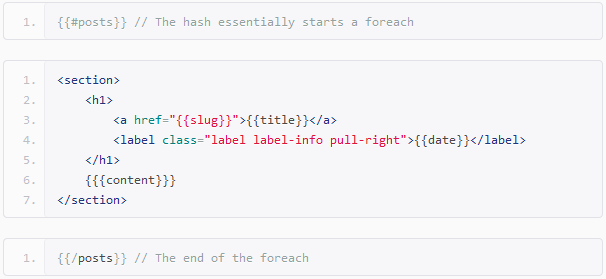 1. {{#posts}} // The hash essentially starts a foreach
1. <section>
2.     <h1>
3.         <a href="{{slug}}">{{title}}</a>
4.         <label class="label label-info pull-right">{{date}}</label>
5.     </h1>
6.     {{{content}}}
7. </section>
1. {{/posts}} // The end of the foreach